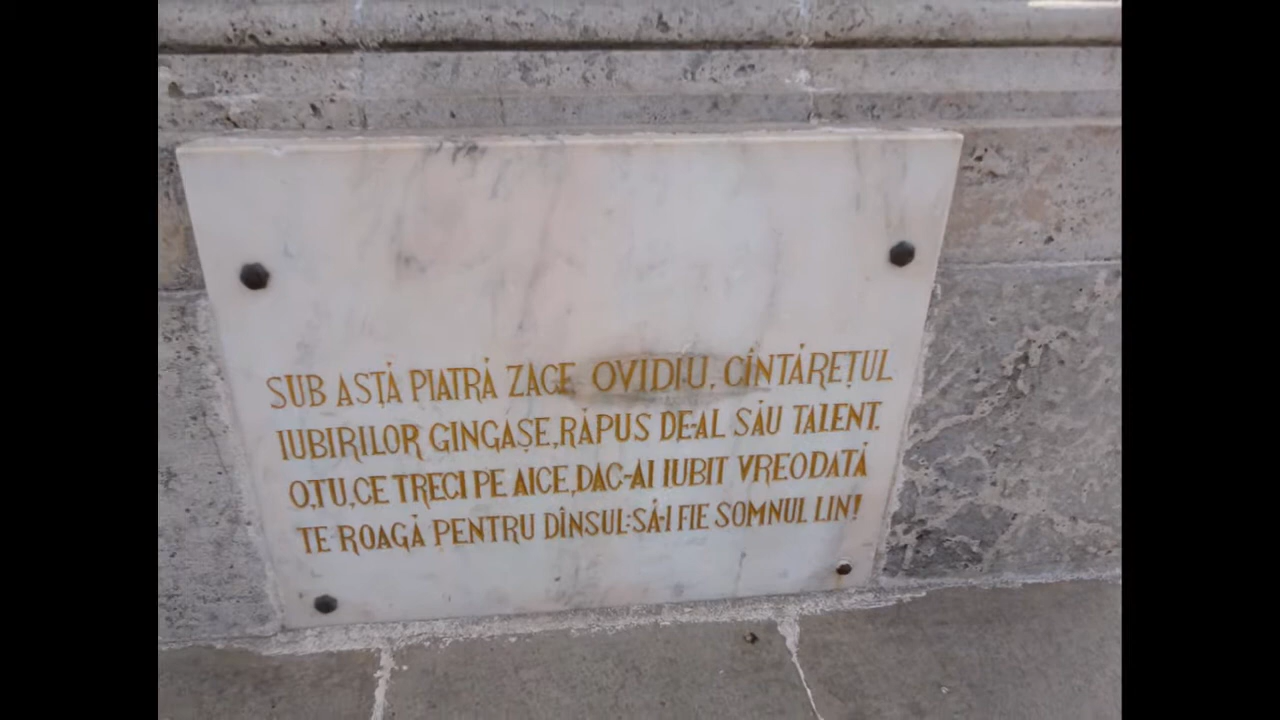 SUB ASTĂ PIATRĂ ZACE OVIDIU, CÎNTĂREȚUL
IUBIRILOR GINGAȘE, RĂPUS DE-AL SĂU TALENT.
O, TU, CE TRECI PE AICE, DAC-AI IUBIT VREODATĂ
TE ROAGĂ PENTRU DÎNSUL: SĂ-I FIE SOMNUL LIN!